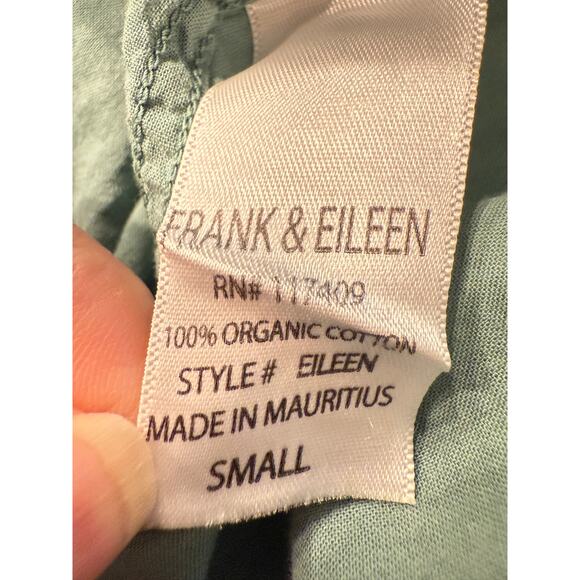 FRANK & EILEEN
RN# 117409
100% ORGANIC COTTON
STYLE # EILEEN
MADE IN MAURITIUS
SMALL